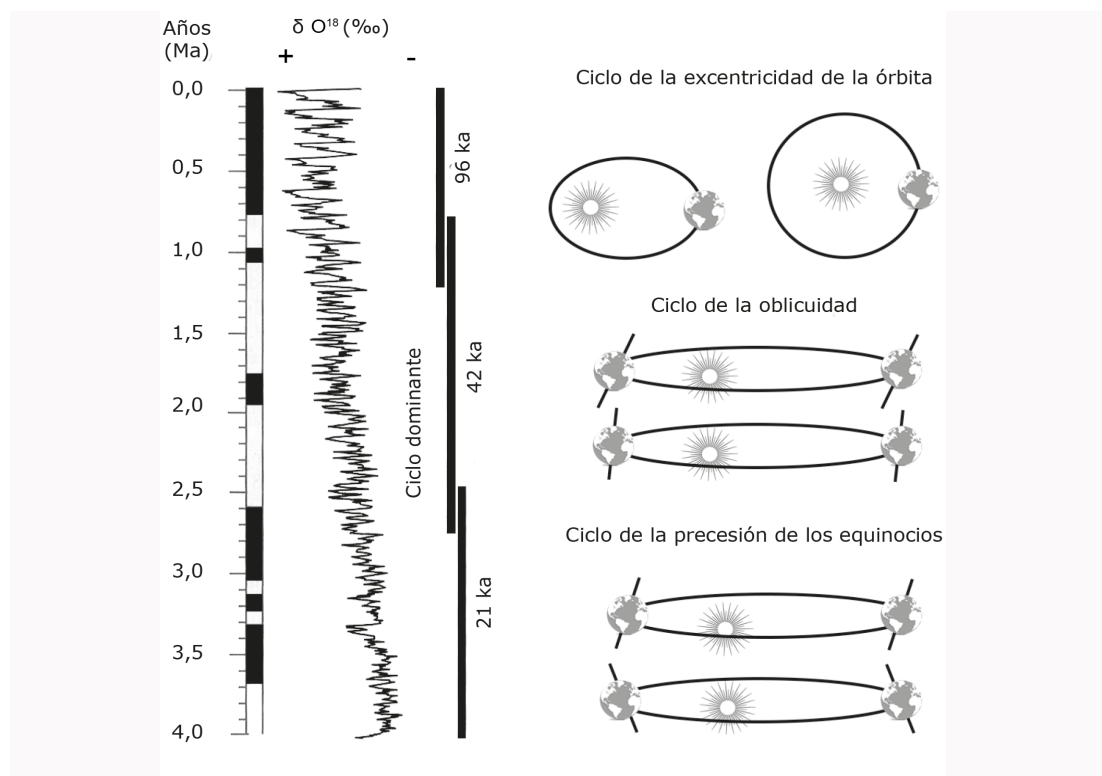 Años
(Ma)
δ O¹⁸ (‰)
+
-
0,0
0,5
1,0
1,5
2,0
2,5
3,0
3,5
4,0
Ciclo dominante
96 ka
42 ka
21 ka
Ciclo de la excentricidad de la órbita
Ciclo de la oblicuidad
Ciclo de la precesión de los equinocios